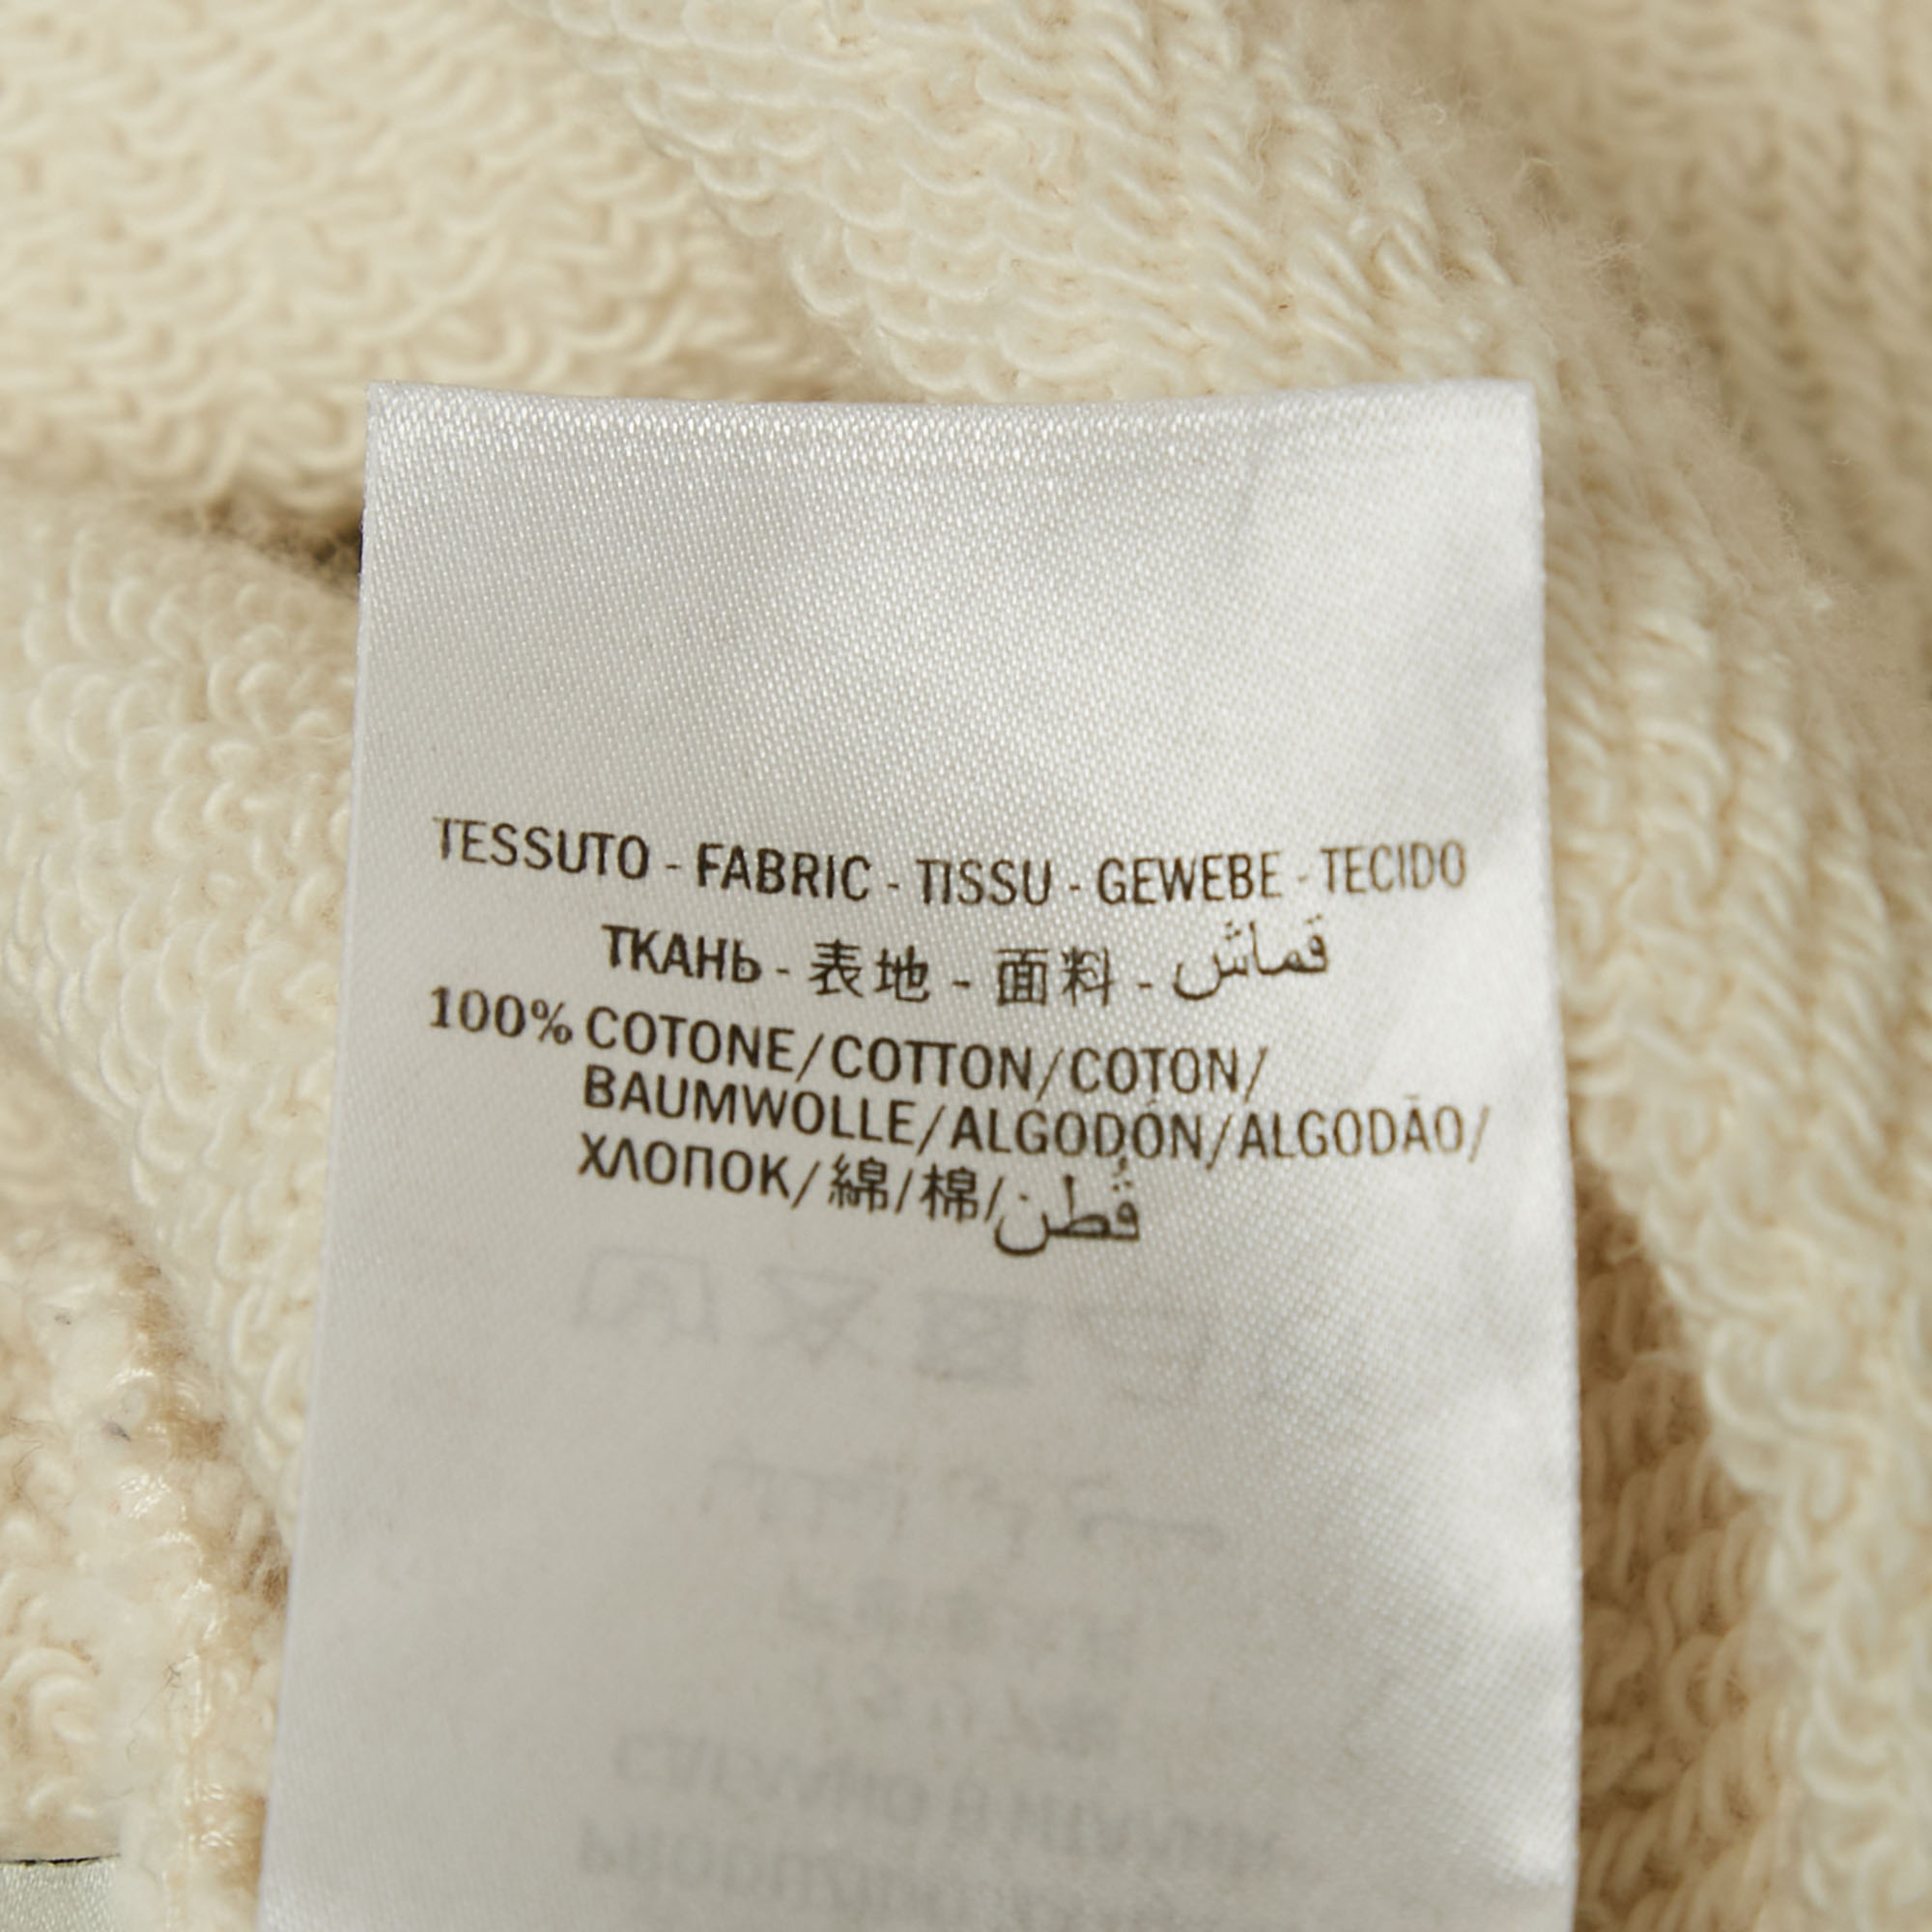 TESSUTO - FABRIC - TISSU - GEWEBE - TECIDO
ТКАНЬ - 表地 - 面料 - قماش
100% COTONE/COTTON/COTON/
BAUMWOLLE/ALGODÓN/ALGODÃO/
ХЛОПОК/綿/棉/قُطن